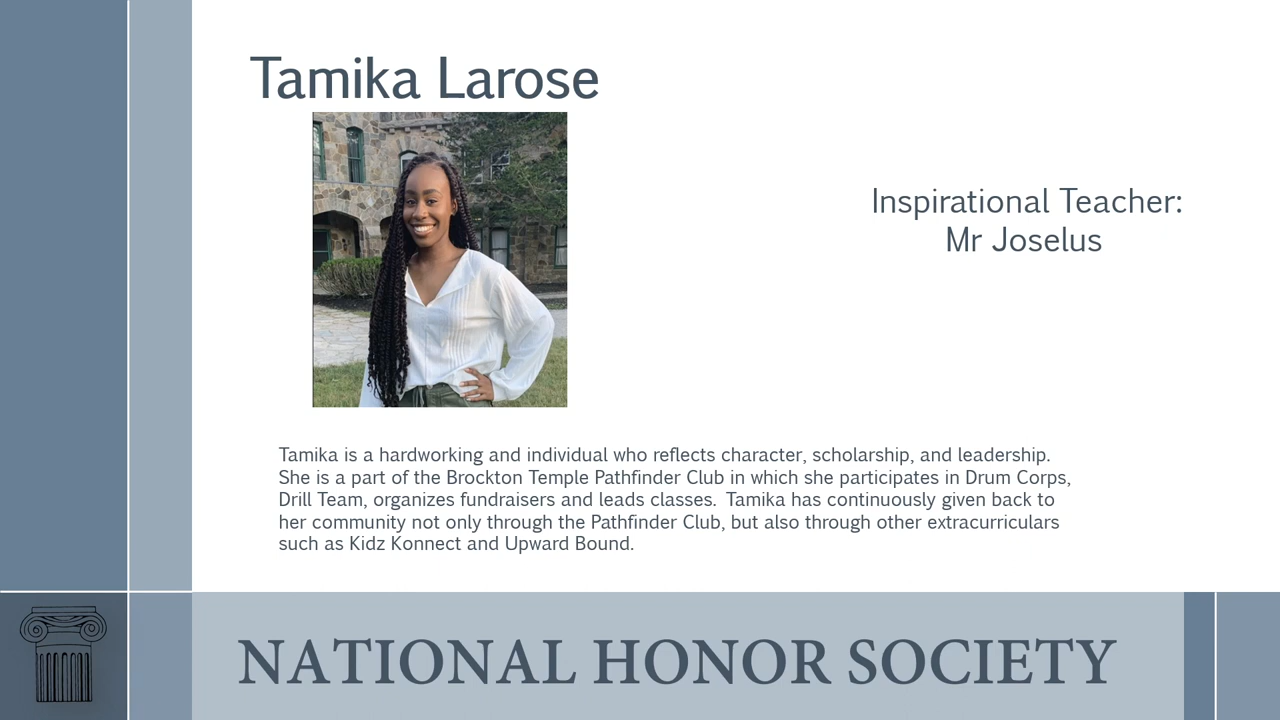 Tamika Larose
Inspirational Teacher:
Mr Joselus
Tamika is a hardworking and individual who reflects character, scholarship, and leadership.
She is a part of the Brockton Temple Pathfinder Club in which she participates in Drum Corps,
Drill Team, organizes fundraisers and leads classes.  Tamika has continuously given back to
her community not only through the Pathfinder Club, but also through other extracurriculars
such as Kidz Konnect and Upward Bound.
NATIONAL HONOR SOCIETY